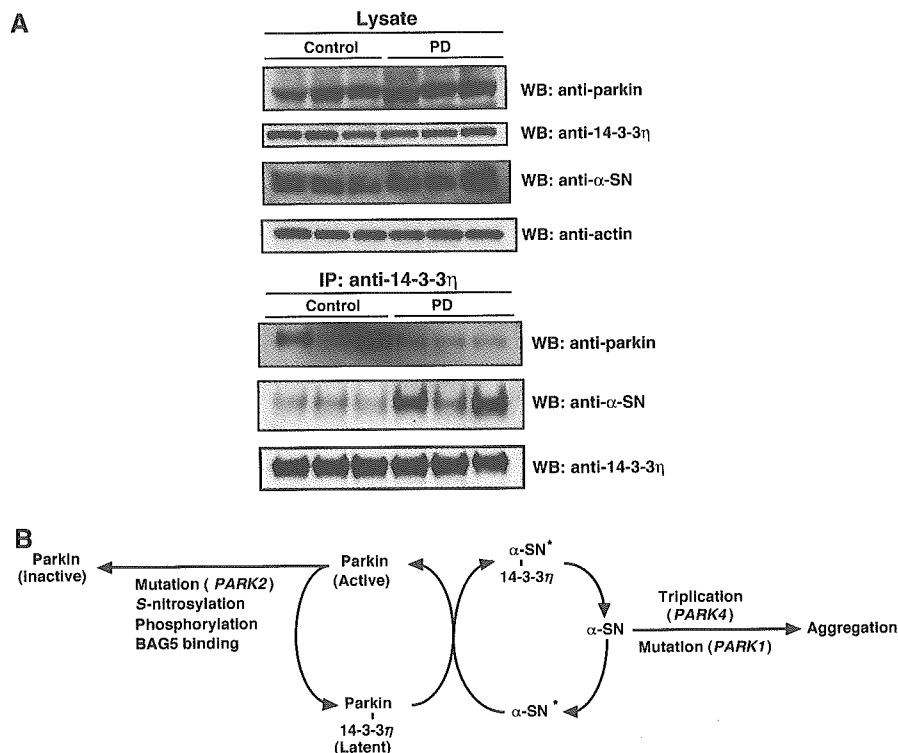 A
Lysate
Control PD
WB: anti-parkin
WB: anti-14-3-3η
WB: anti-α-SN
WB: anti-actin
IP: anti-14-3-3η
Control PD
WB: anti-parkin
WB: anti-α-SN
WB: anti-14-3-3η
B
Parkin
(Inactive)
Mutation ( PARK2)
S-nitrosylation
Phosphorylation
BAG5 binding
Parkin
(Active)
Parkin
14-3-3η
(Latent)
α-SN*
14-3-3η
α-SN
α-SN *
Triplication
(PARK4)
Mutation (PARK1)
Aggregation